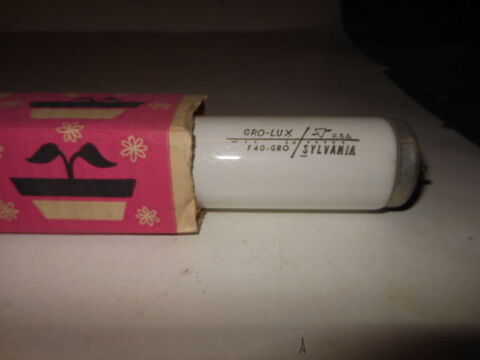 GRO-LUX U.S.A.
F40-GRO SYLVANIA